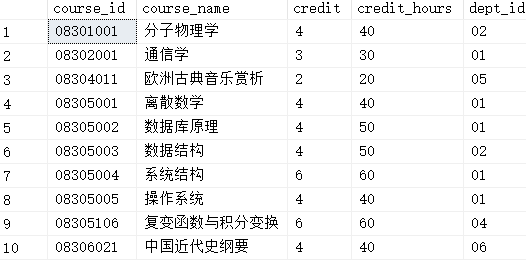 course_id course_name credit credit_hours dept_id
1 08301001 分子物理学 4 40 02
2 08302001 通信学 3 30 01
3 08304011 欧洲古典音乐赏析 2 20 05
4 08305001 离散数学 4 40 01
5 08305002 数据库原理 4 50 01
6 08305003 数据结构 4 50 02
7 08305004 系统结构 6 60 01
8 08305005 操作系统 4 40 01
9 08305106 复变函数与积分变换 6 60 04
10 08306021 中国近代史纲要 4 40 06